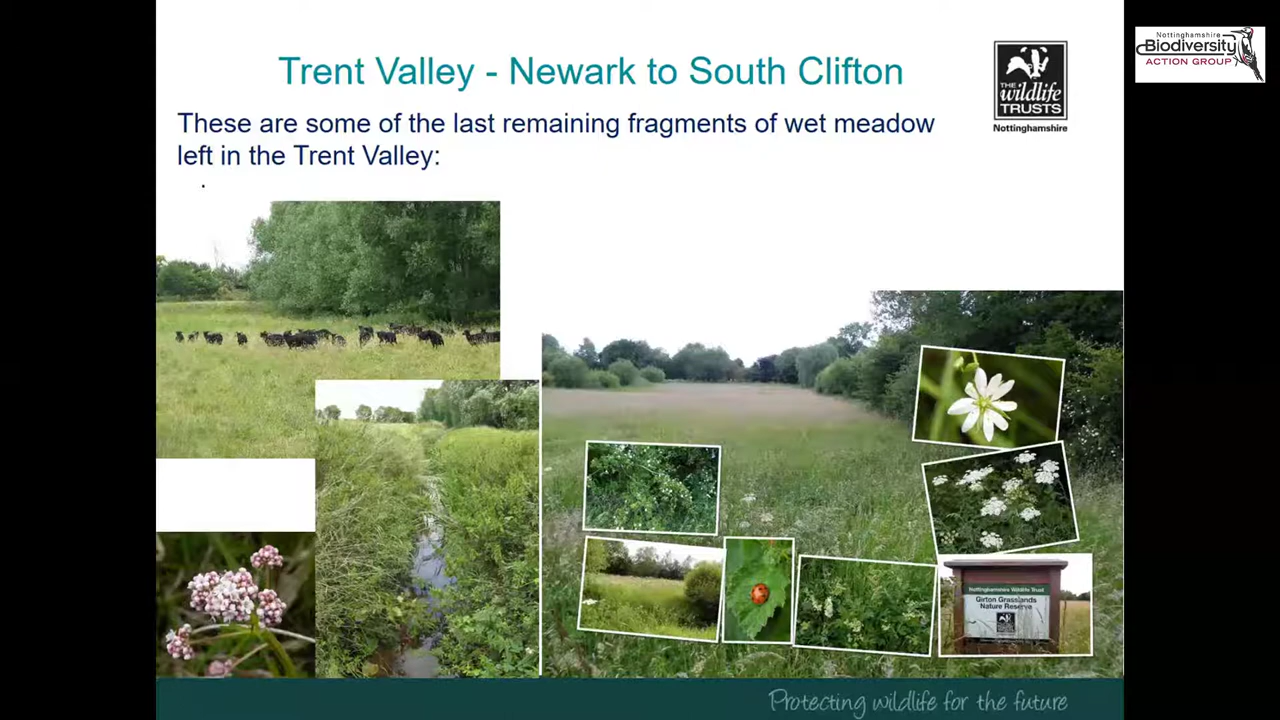 Trent Valley - Newark to South Clifton
THE
wildlife
TRUSTS
Nottinghamshire
Nottinghamshire
Biodiversity
ACTION GROUP
These are some of the last remaining fragments of wet meadow
left in the Trent Valley:
Nottinghamshire Wildlife Trust
Girton Grasslands
Nature Reserve
Protecting wildlife for the future